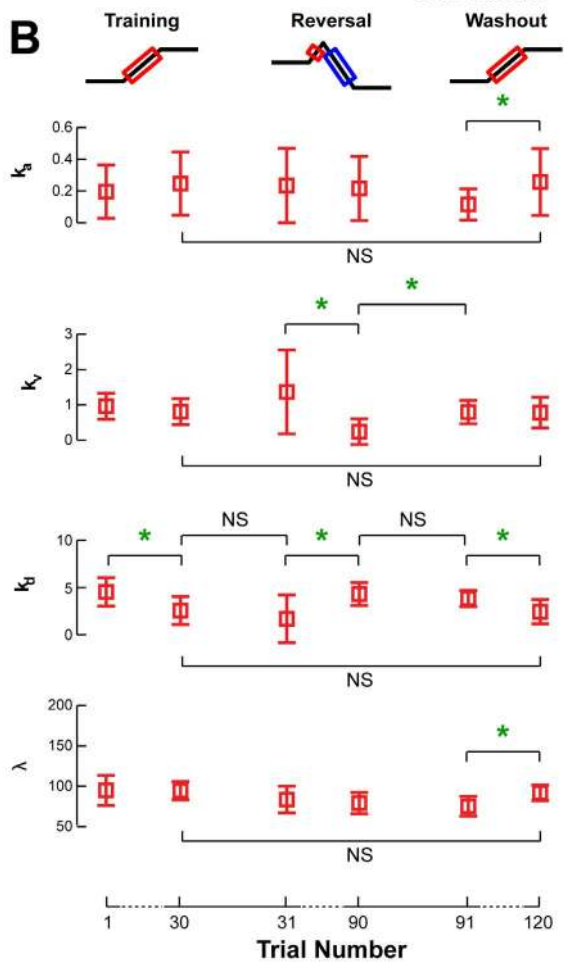 B
Training Reversal Washout
*
0.6
0.4
k_a
0.2
0
NS
*
*
3
2
k_v
1
0
NS
NS NS
* * *
10
k_d
5
0
NS
200
*
150
λ
100
50
NS
1 30 31 90 91 120
Trial Number